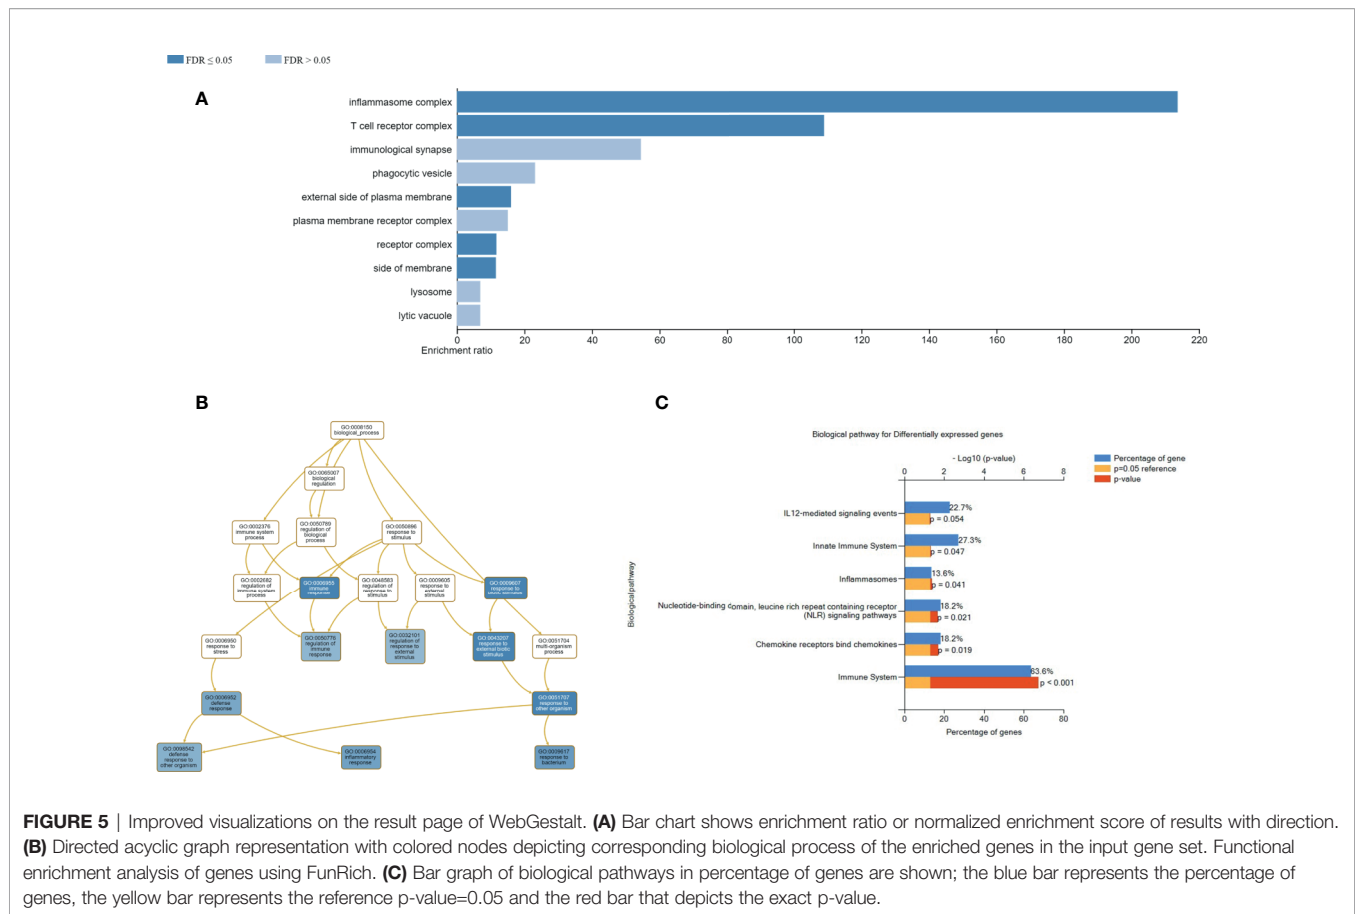 FDR ≤ 0.05 FDR > 0.05
A
inflammasome complex
T cell receptor complex
immunological synapse
phagocytic vesicle
external side of plasma membrane
plasma membrane receptor complex
receptor complex
side of membrane
lysosome
lytic vacuole
0 20 40 60 80 100 120 140 160 180 200 220
Enrichment ratio
B
GO:0008150
biological_process
GO:0065007
biological
regulation
GO:0002376
immune system
process
GO:0050789
regulation of
biological
process
GO:0050896
response to
stimulus
GO:0002682
regulation of
immune system
process
GO:0006955
immune
response
GO:0048583
regulation of
response to
stimulus
GO:0009605
response to
external
stimulus
GO:0009607
response to
GO:0006950
response to
stress
GO:0050776
regulation of
immune
response
GO:0032101
regulation of
response to
external
stimulus
GO:0043207
response to
external biotic
stimulus
GO:0051704
multi-organism
process
GO:0006952
defense
response
GO:0051707
response to
other organism
defense
response to
other organism
GO:0006954
inflammatory
response
GO:0009617
response to
bacterium
C
Biological pathway for Differentially expressed genes
- Log10 (p-value)
0 2 4 6 8
Percentage of gene
p=0.05 reference
p-value
Biologicalpathway
IL12-mediated signaling events
22.7%
p = 0.054
Innate Immune System
27.3%
p = 0.047
Inflammasomes
13.6%
p = 0.041
Nucleotide-binding domain, leucine rich repeat containing receptor
(NLR) signaling pathways
18.2%
p = 0.021
Chemokine receptors bind chemokines
18.2%
p = 0.019
Immune System
63.6%
p < 0.001
0 20 40 60 80
Percentage of genes
FIGURE 5 | Improved visualizations on the result page of WebGestalt. (A) Bar chart shows enrichment ratio or normalized enrichment score of results with direction.
(B) Directed acyclic graph representation with colored nodes depicting corresponding biological process of the enriched genes in the input gene set. Functional
enrichment analysis of genes using FunRich. (C) Bar graph of biological pathways in percentage of genes are shown; the blue bar represents the percentage of
genes, the yellow bar represents the reference p-value=0.05 and the red bar that depicts the exact p-value.